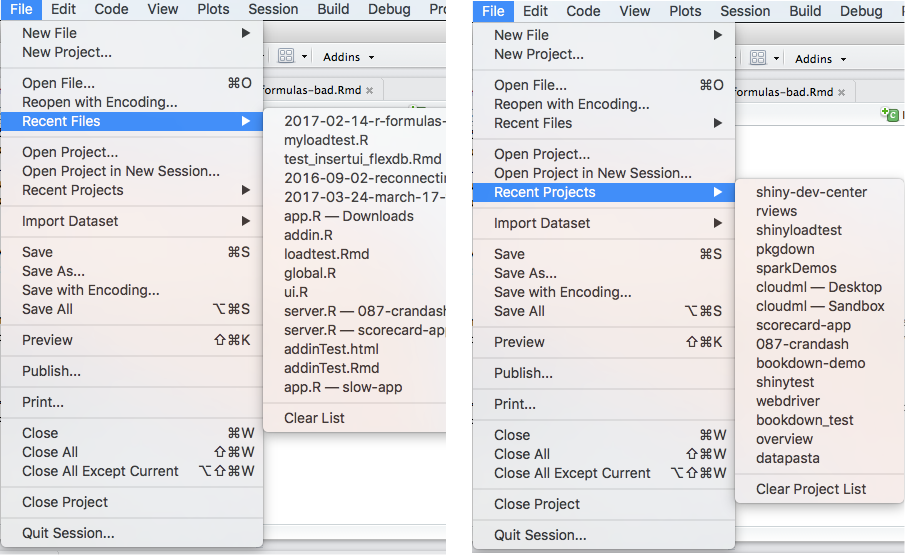 File Edit Code View Plots Session Build Debug
Addins
formulas-bad.Rmd
New File
New Project...
Open File... ⌘O
Reopen with Encoding...
Recent Files
Open Project...
Open Project in New Session...
Recent Projects
Import Dataset
Save ⌘S
Save As...
Save with Encoding...
Save All ⌥⌘S
Preview ⇧⌘K
Publish...
Print...
Close ⌘W
Close All ⇧⌘W
Close All Except Current ⌥⇧⌘W
Close Project
Quit Session...
2017-02-14-r-formulas-
myloadtest.R
test_insertui_flexdb.Rmd
2016-09-02-reconnectin
2017-03-24-march-17-
app.R — Downloads
addin.R
loadtest.Rmd
global.R
ui.R
server.R — 087-crandash
server.R — scorecard-app
addinTest.html
addinTest.Rmd
app.R — slow-app
Clear List
File Edit Code View Plots Session Build Debug
Addins
formulas-bad.Rmd
New File
New Project...
Open File... ⌘O
Reopen with Encoding...
Recent Files
Open Project...
Open Project in New Session...
Recent Projects
Import Dataset
Save ⌘S
Save As...
Save with Encoding...
Save All ⌥⌘S
Preview ⇧⌘K
Publish...
Print...
Close ⌘W
Close All ⇧⌘W
Close All Except Current ⌥⇧⌘W
Close Project
Quit Session...
shiny-dev-center
rviews
shinyloadtest
pkgdown
sparkDemos
cloudml — Desktop
cloudml — Sandbox
scorecard-app
087-crandash
bookdown-demo
shinytest
webdriver
bookdown_test
overview
datapasta
Clear Project List